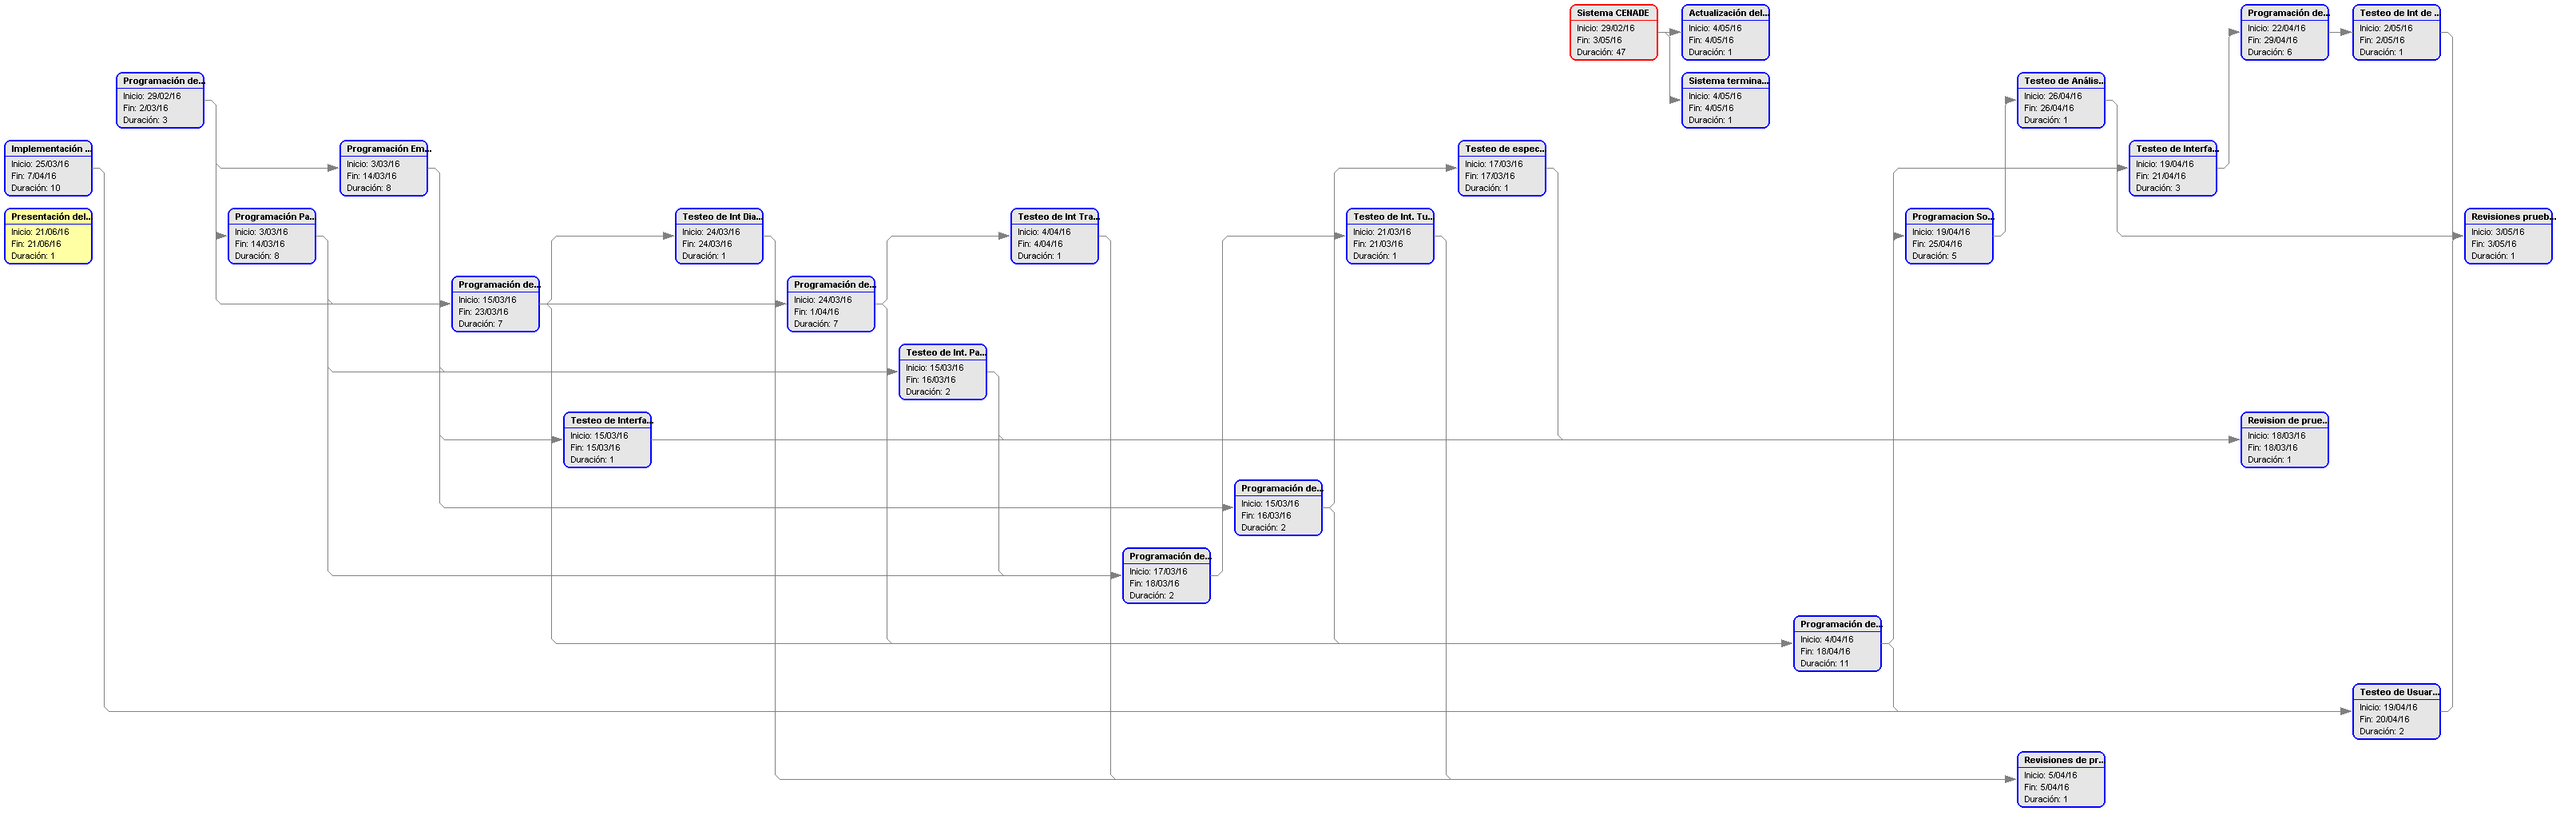 Sistema CENADE
Inicio: 29/02/16
Fin: 3/05/16
Duración: 47
Actualización del...
Inicio: 4/05/16
Fin: 4/05/16
Duración: 1
Programación de...
Inicio: 22/04/16
Fin: 29/04/16
Duración: 6
Testeo de Int de ...
Inicio: 2/05/16
Fin: 2/05/16
Duración: 1
Programación de...
Inicio: 29/02/16
Fin: 2/03/16
Duración: 3
Sistema termina...
Inicio: 4/05/16
Fin: 4/05/16
Duración: 1
Testeo de Anális...
Inicio: 26/04/16
Fin: 26/04/16
Duración: 1
Implementación ...
Inicio: 25/03/16
Fin: 7/04/16
Duración: 10
Programación Em...
Inicio: 3/03/16
Fin: 14/03/16
Duración: 8
Testeo de espec...
Inicio: 17/03/16
Fin: 17/03/16
Duración: 1
Testeo de Interfa...
Inicio: 19/04/16
Fin: 21/04/16
Duración: 3
Presentación del...
Inicio: 21/06/16
Fin: 21/06/16
Duración: 1
Programación Pa...
Inicio: 3/03/16
Fin: 14/03/16
Duración: 8
Testeo de Int Dia...
Inicio: 24/03/16
Fin: 24/03/16
Duración: 1
Testeo de Int Tra...
Inicio: 4/04/16
Fin: 4/04/16
Duración: 1
Testeo de Int. Tu...
Inicio: 21/03/16
Fin: 21/03/16
Duración: 1
Programacion So...
Inicio: 19/04/16
Fin: 25/04/16
Duración: 5
Revisiones prueb...
Inicio: 3/05/16
Fin: 3/05/16
Duración: 1
Programación de...
Inicio: 15/03/16
Fin: 23/03/16
Duración: 7
Programación de...
Inicio: 24/03/16
Fin: 1/04/16
Duración: 7
Testeo de Int. Pa...
Inicio: 15/03/16
Fin: 16/03/16
Duración: 2
Testeo de Interfa...
Inicio: 15/03/16
Fin: 15/03/16
Duración: 1
Revision de prue...
Inicio: 18/03/16
Fin: 18/03/16
Duración: 1
Programación de...
Inicio: 15/03/16
Fin: 16/03/16
Duración: 2
Programación de...
Inicio: 17/03/16
Fin: 18/03/16
Duración: 2
Programación de...
Inicio: 4/04/16
Fin: 18/04/16
Duración: 11
Testeo de Usuar...
Inicio: 19/04/16
Fin: 20/04/16
Duración: 2
Revisiones de pr...
Inicio: 5/04/16
Fin: 5/04/16
Duración: 1